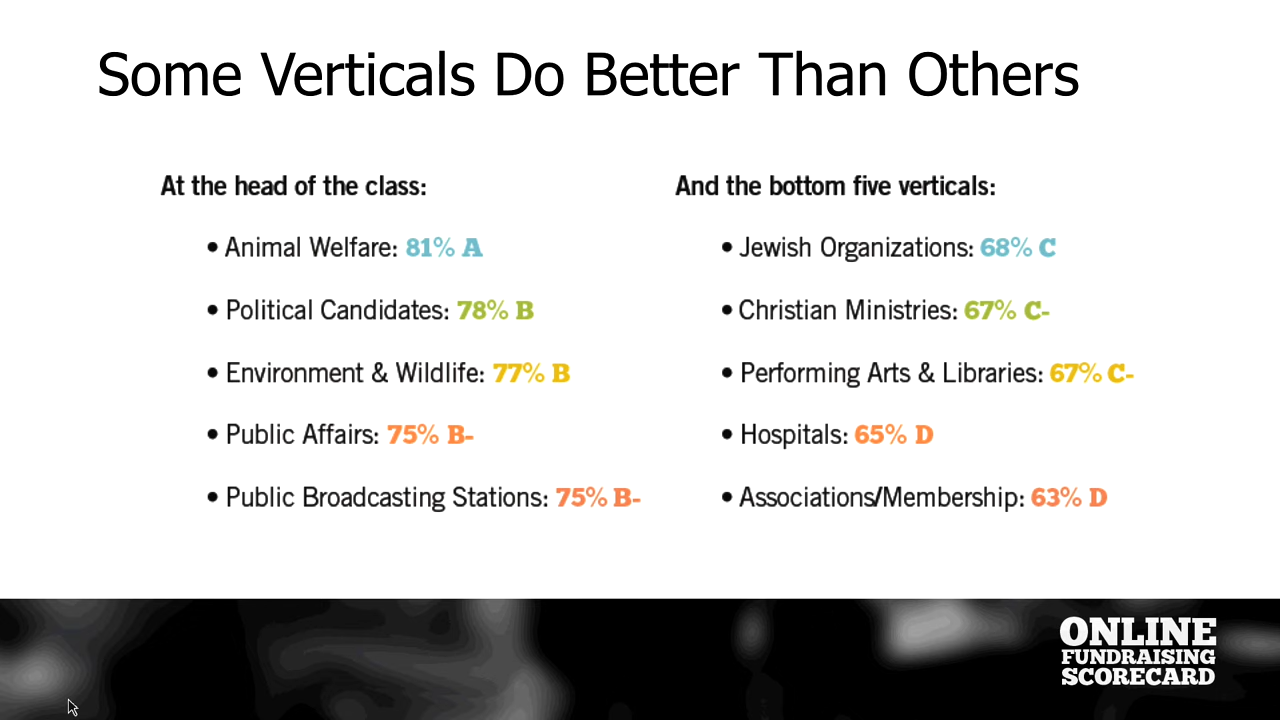 Some Verticals Do Better Than Others
At the head of the class:
• Animal Welfare: 81% A
• Political Candidates: 78% B
• Environment & Wildlife: 77% B
• Public Affairs: 75% B-
• Public Broadcasting Stations: 75% B-
And the bottom five verticals:
• Jewish Organizations: 68% C
• Christian Ministries: 67% C-
• Performing Arts & Libraries: 67% C-
• Hospitals: 65% D
• Associations/Membership: 63% D
ONLINE
FUNDRAISING
SCORECARD